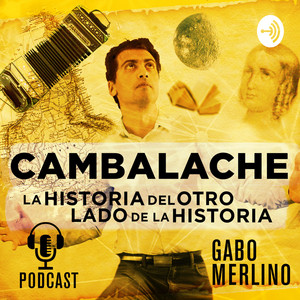 CAMBALACHE
LA HISTORIA DEL OTRO
LADO DE LA HISTORIA
PODCAST
GABO
MERLINO